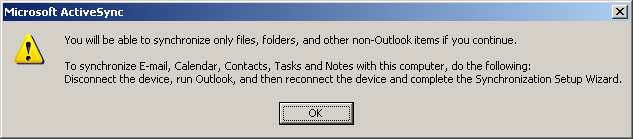 Microsoft ActiveSync
You will be able to synchronize only files, folders, and other non-Outlook items if you continue.
To synchronize E-mail, Calendar, Contacts, Tasks and Notes with this computer, do the following:
Disconnect the device, run Outlook, and then reconnect the device and complete the Synchronization Setup Wizard.
OK